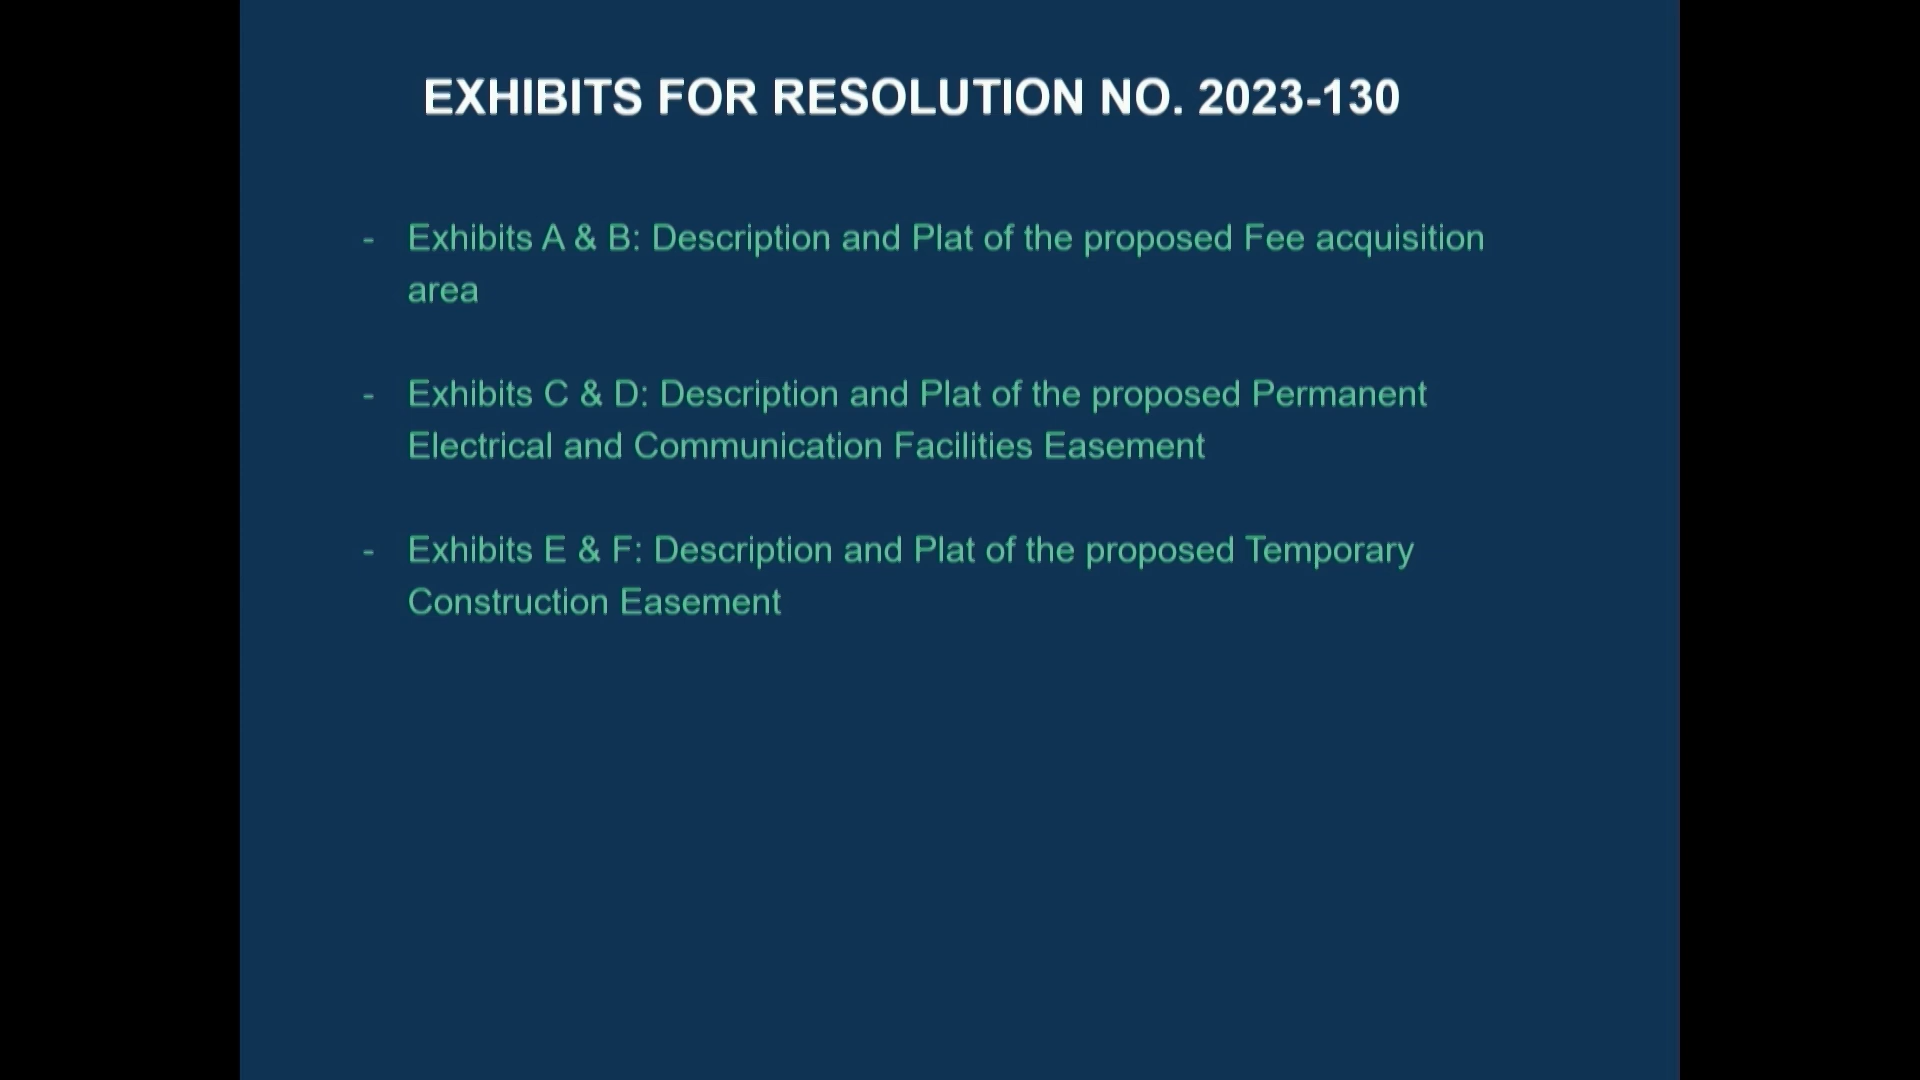 EXHIBITS FOR RESOLUTION NO. 2023-130
- Exhibits A & B: Description and Plat of the proposed Fee acquisition
area
- Exhibits C & D: Description and Plat of the proposed Permanent
Electrical and Communication Facilities Easement
- Exhibits E & F: Description and Plat of the proposed Temporary
Construction Easement